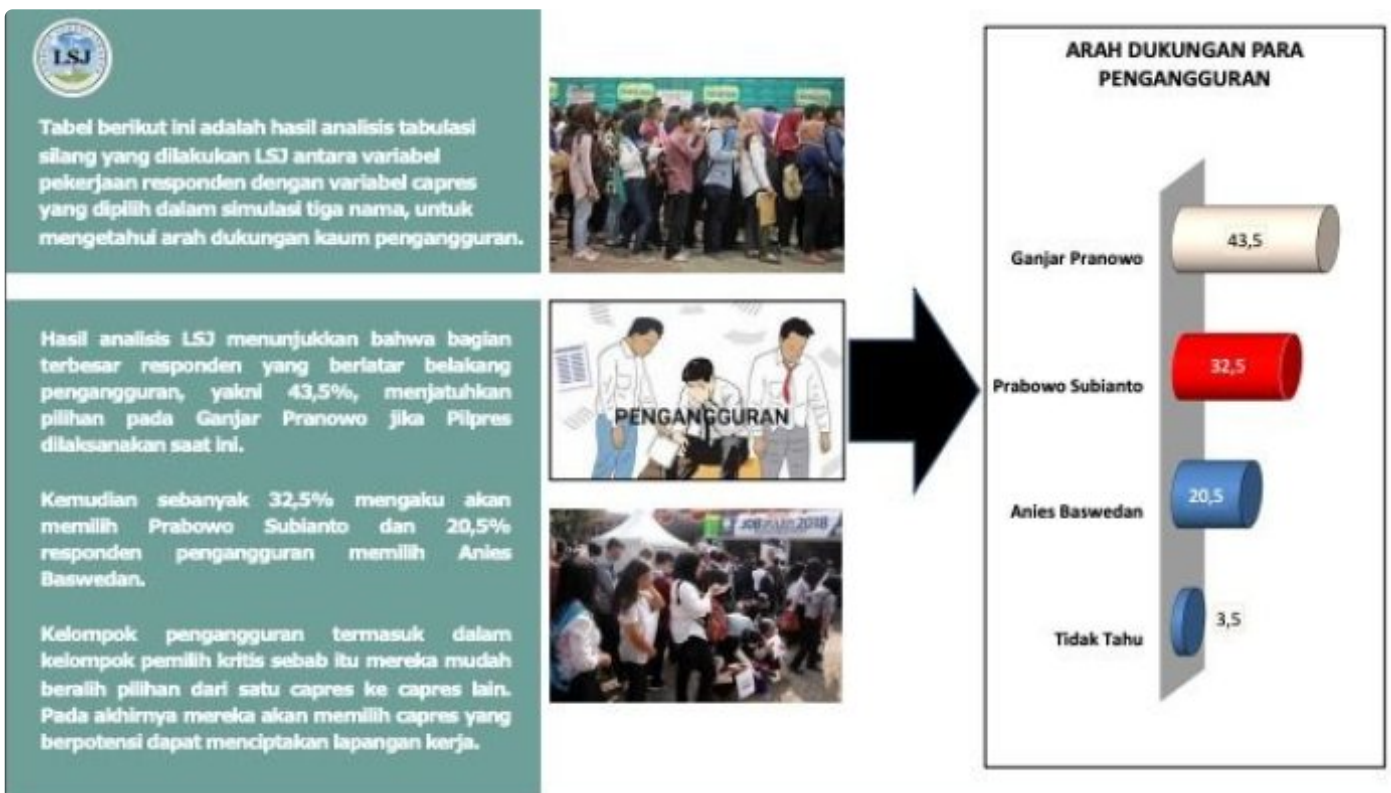 LSJ
Tabel berikut ini adalah hasil analisis tabulasi
silang yang dilakukan LSJ antara variabel
pekerjaan responden dengan variabel capres
yang dipilih dalam simulasi tiga nama, untuk
mengetahui arah dukungan kaum pengangguran.
Hasil analisis LSJ menunjukkan bahwa bagian
terbesar responden yang berlatar belakang
pengangguran, yakni 43,5%, menjatuhkan
pilihan pada Ganjar Pranowo jika Pilpres
dilaksanakan saat ini.
Kemudian sebanyak 32,5% mengaku akan
memilih Prabowo Subianto dan 20,5%
responden pengangguran memilih Anies
Baswedan.
Kelompok pengangguran termasuk dalam
kelompok pemilih kritis sebab itu mereka mudah
beralih pilihan dari satu capres ke capres lain.
Pada akhirnya mereka akan memilih capres yang
berpotensi dapat menciptakan lapangan kerja.
PENGANGGURAN
JOB 2018
ARAH DUKUNGAN PARA
PENGANGGURAN
Ganjar Pranowo 43,5
Prabowo Subianto 32,5
Anies Baswedan 20,5
Tidak Tahu 3,5